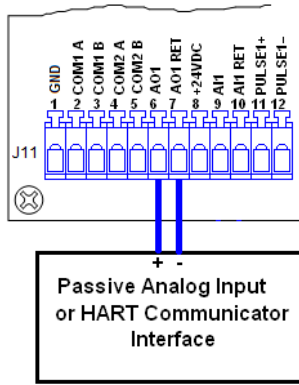 GND
COM1 A
COM1 B
COM2 A
COM2 B
AO1
AO1 RET
+24VDC
AI1
AI1 RET
PULSE1+
PULSE1-
1 2 3 4 5 6 7 8 9 10 11 12
J11
+ -
Passive Analog Input
or HART Communicator
Interface